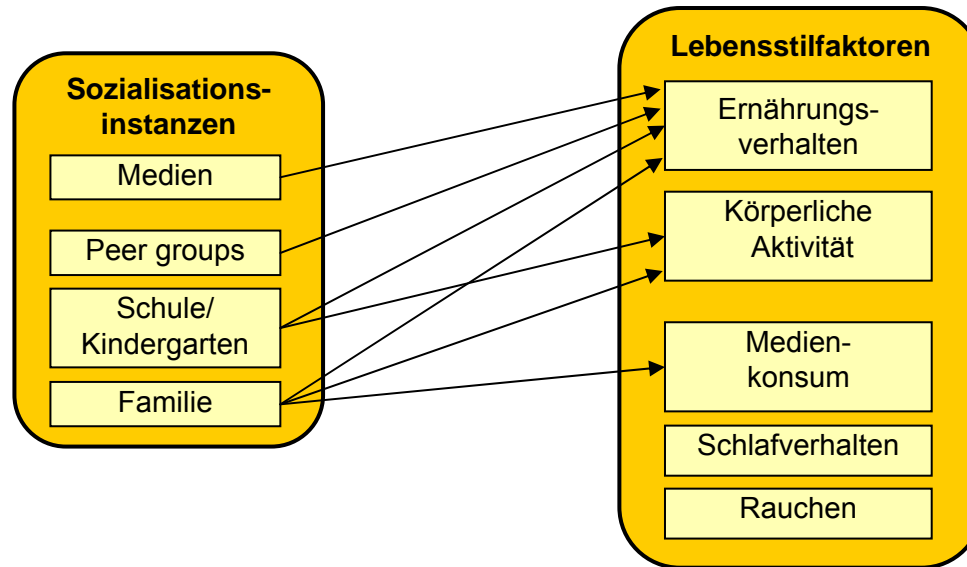 Sozialisations-
instanzen
Medien
Peer groups
Schule/
Kindergarten
Familie
Lebensstilfaktoren
Ernährungs-
verhalten
Körperliche
Aktivität
Medien-
konsum
Schlafverhalten
Rauchen